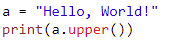 a = "Hello, World!"
print(a.upper())